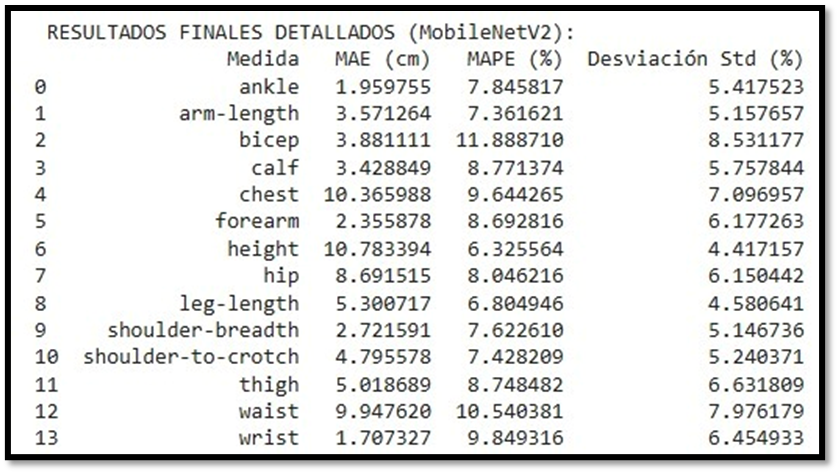 RESULTADOS FINALES DETALLADOS (MobileNetV2):
Medida MAE (cm) MAPE (%) Desviación Std (%)
0 ankle 1.959755 7.845817 5.417523
1 arm-length 3.571264 7.361621 5.157657
2 bicep 3.881111 11.888710 8.531177
3 calf 3.428849 8.771374 5.757844
4 chest 10.365988 9.644265 7.096957
5 forearm 2.355878 8.692816 6.177263
6 height 10.783394 6.325564 4.417157
7 hip 8.691515 8.046216 6.150442
8 leg-length 5.300717 6.804946 4.580641
9 shoulder-breadth 2.721591 7.622610 5.146736
10 shoulder-to-crotch 4.795578 7.428209 5.240371
11 thigh 5.018689 8.748482 6.631809
12 waist 9.947620 10.540381 7.976179
13 wrist 1.707327 9.849316 6.454933